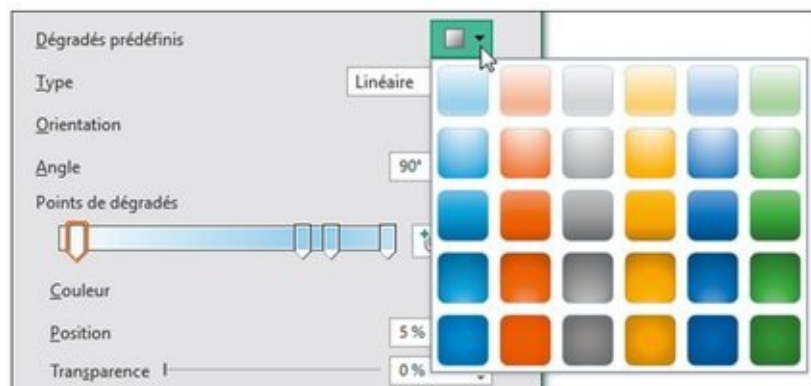 Dégradés prédéfinis
Type Linéaire
Orientation
Angle 90°
Points de dégradés
Couleur
Position 5 %
Transparence 0 %